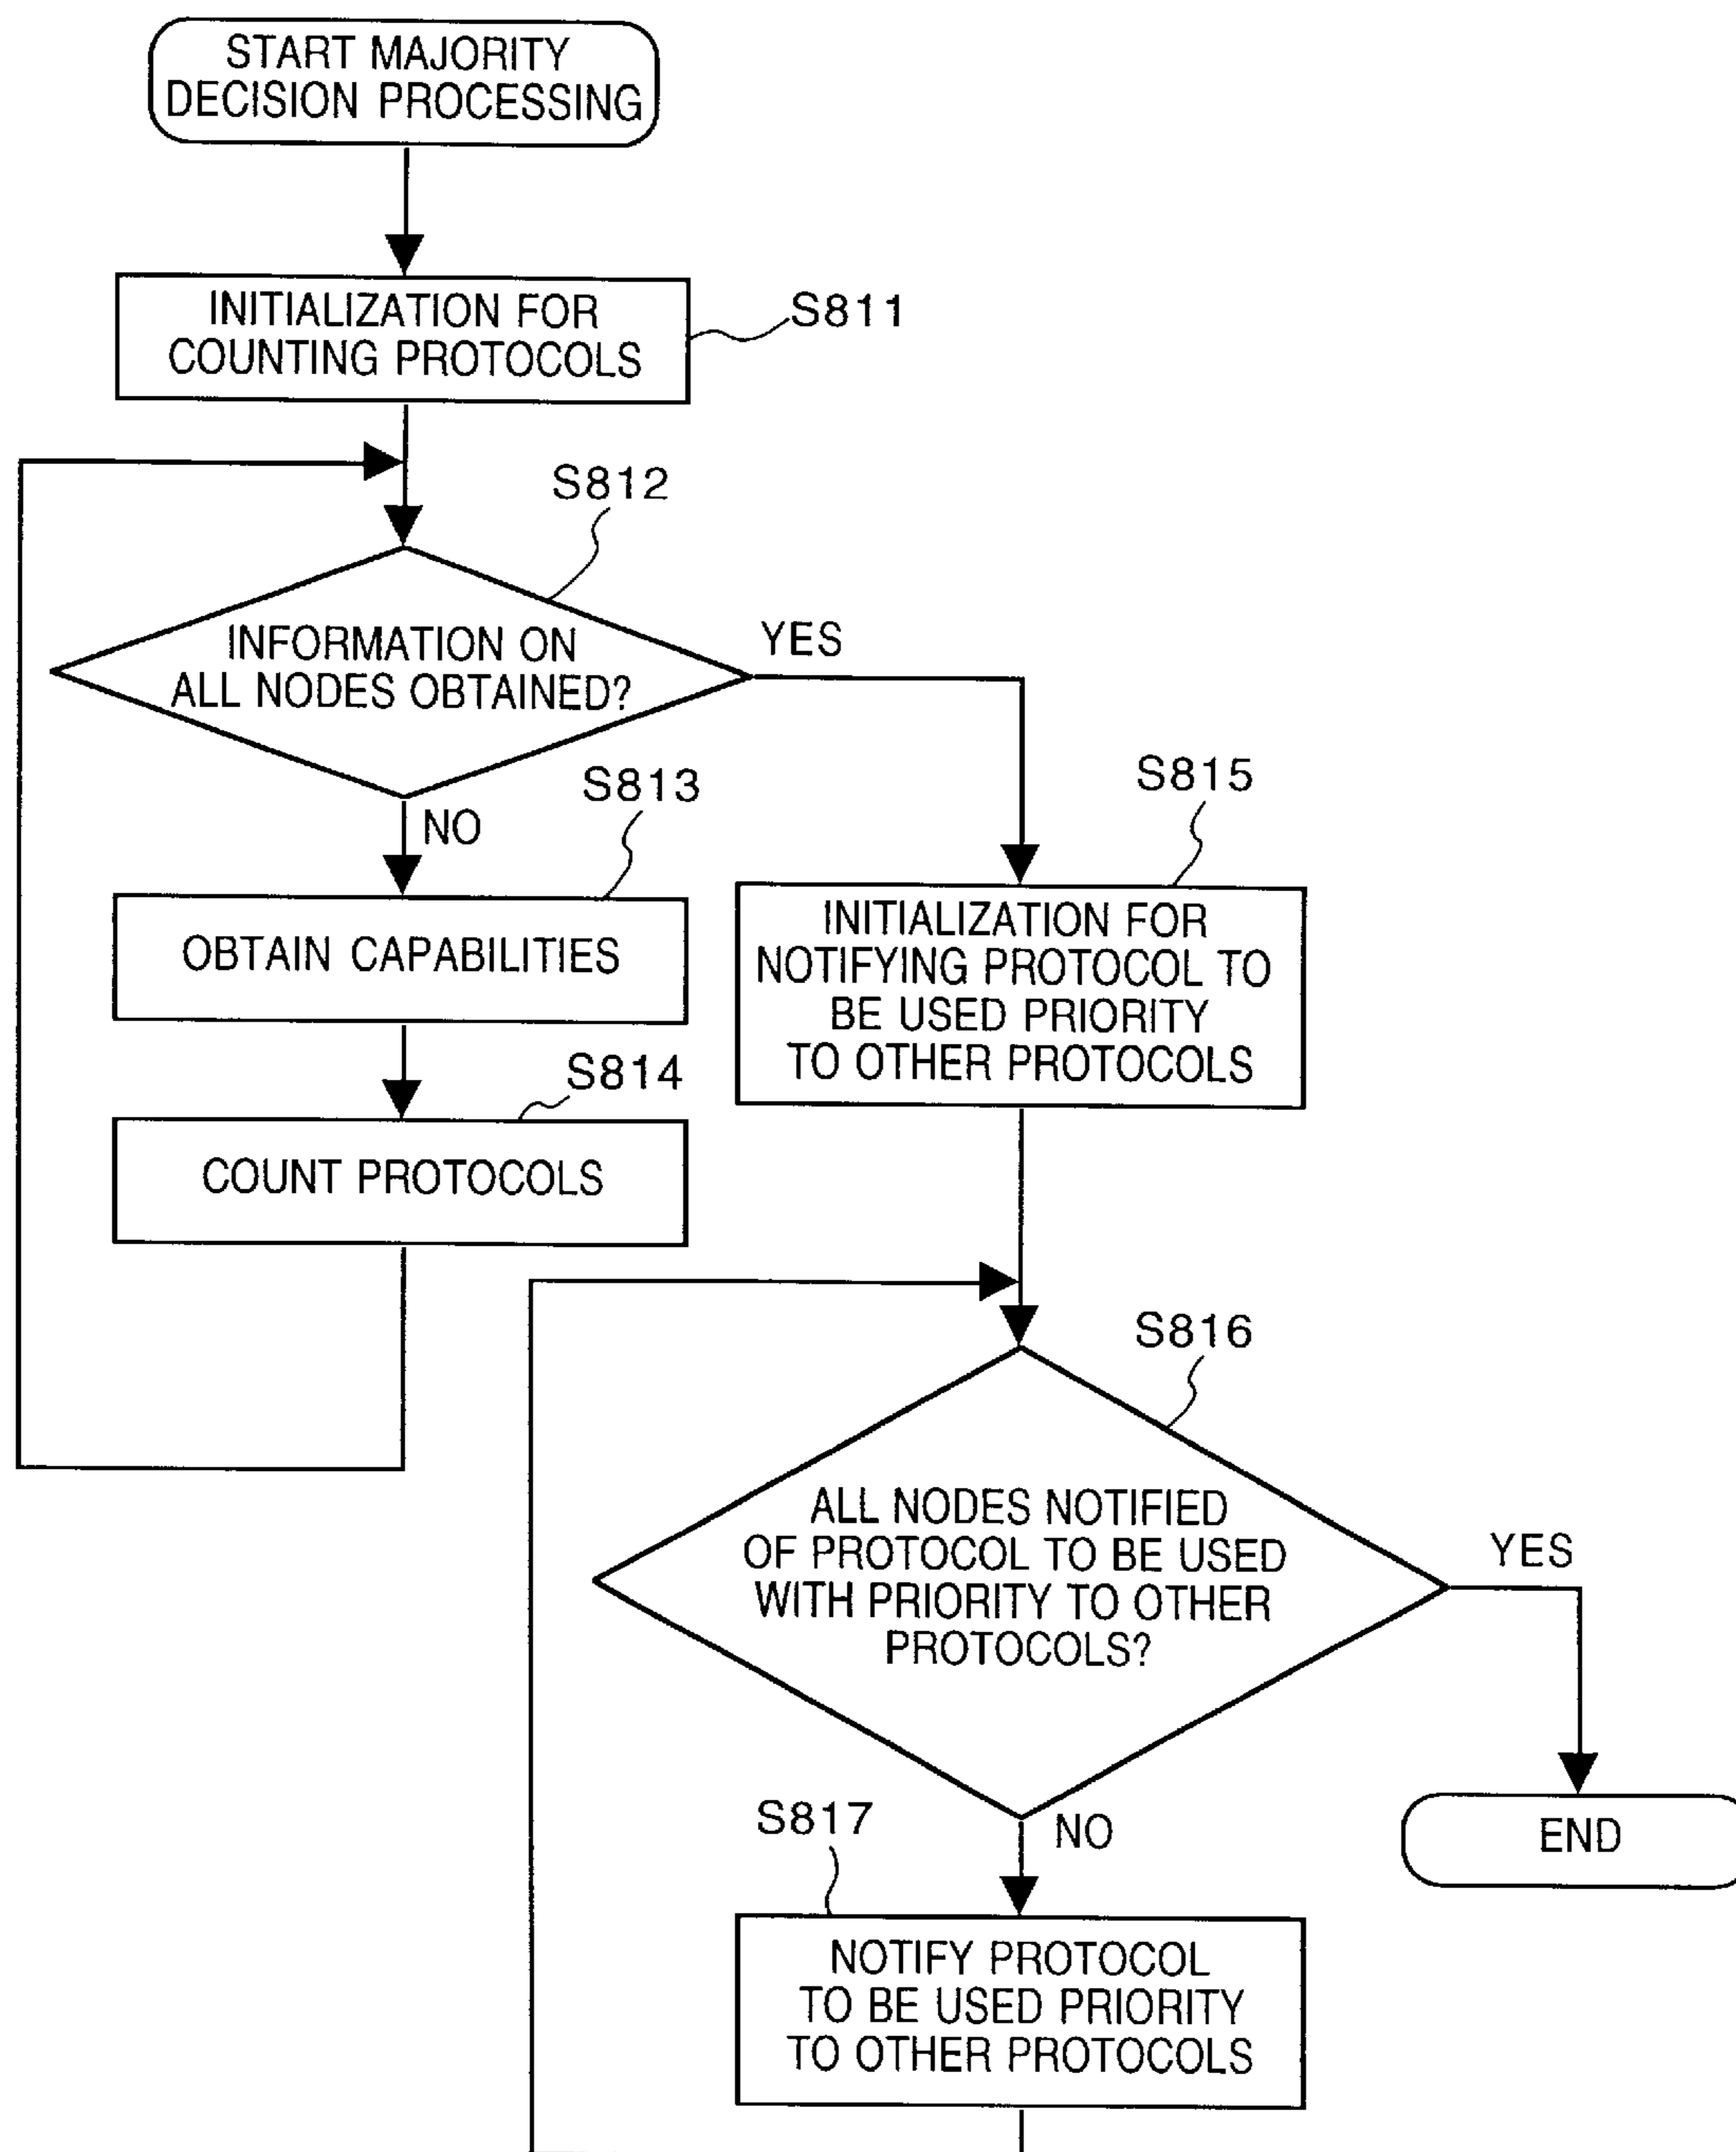 START MAJORITY
DECISION PROCESSING
INITIALIZATION FOR
COUNTING PROTOCOLS
S811
S812
INFORMATION ON
ALL NODES OBTAINED?
YES
NO
S813
OBTAIN CAPABILITIES
S814
COUNT PROTOCOLS
S815
INITIALIZATION FOR
NOTIFYING PROTOCOL TO
BE USED PRIORITY
TO OTHER PROTOCOLS
S816
ALL NODES NOTIFIED
OF PROTOCOL TO BE USED
WITH PRIORITY TO OTHER
PROTOCOLS?
YES
NO
END
S817
NOTIFY PROTOCOL
TO BE USED PRIORITY
TO OTHER PROTOCOLS